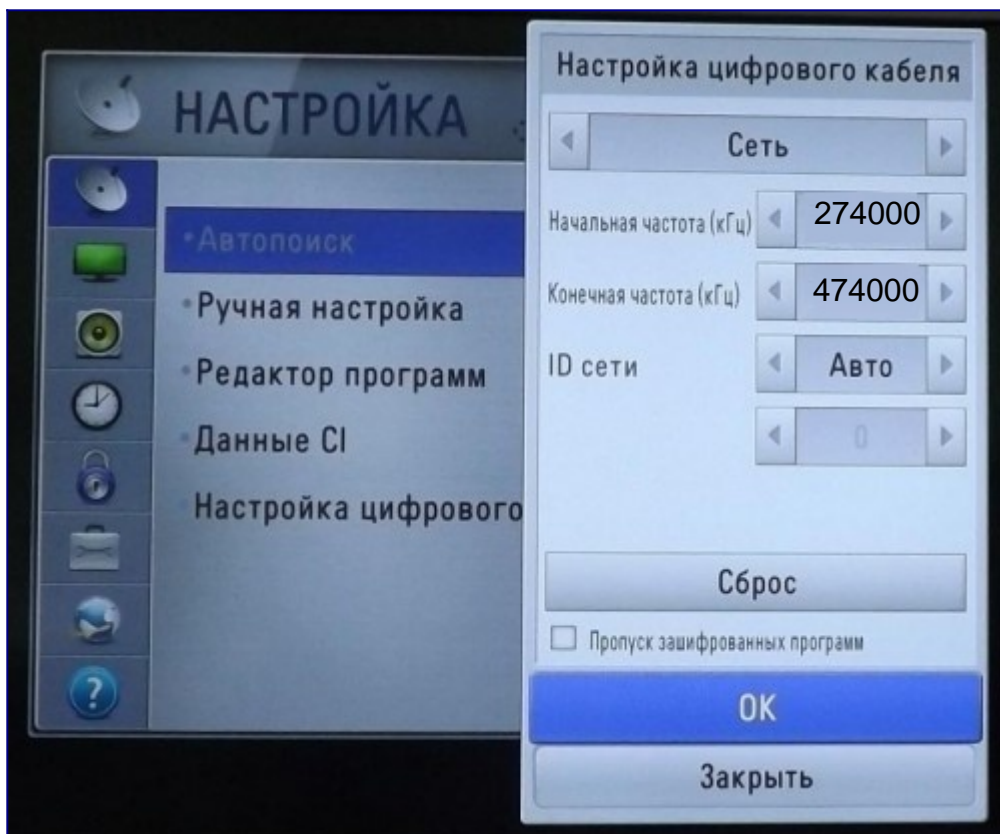 НАСТРОЙКА
Автопоиск
Ручная настройка
Редактор программ
Данные CI
Настройка цифрового
Настройка цифрового кабеля
Сеть
Начальная частота (кГц) 274000
Конечная частота (кГц) 474000
ID сети Авто
0
Сброс
Пропуск зашифрованных программ
ОК
Закрыть
?